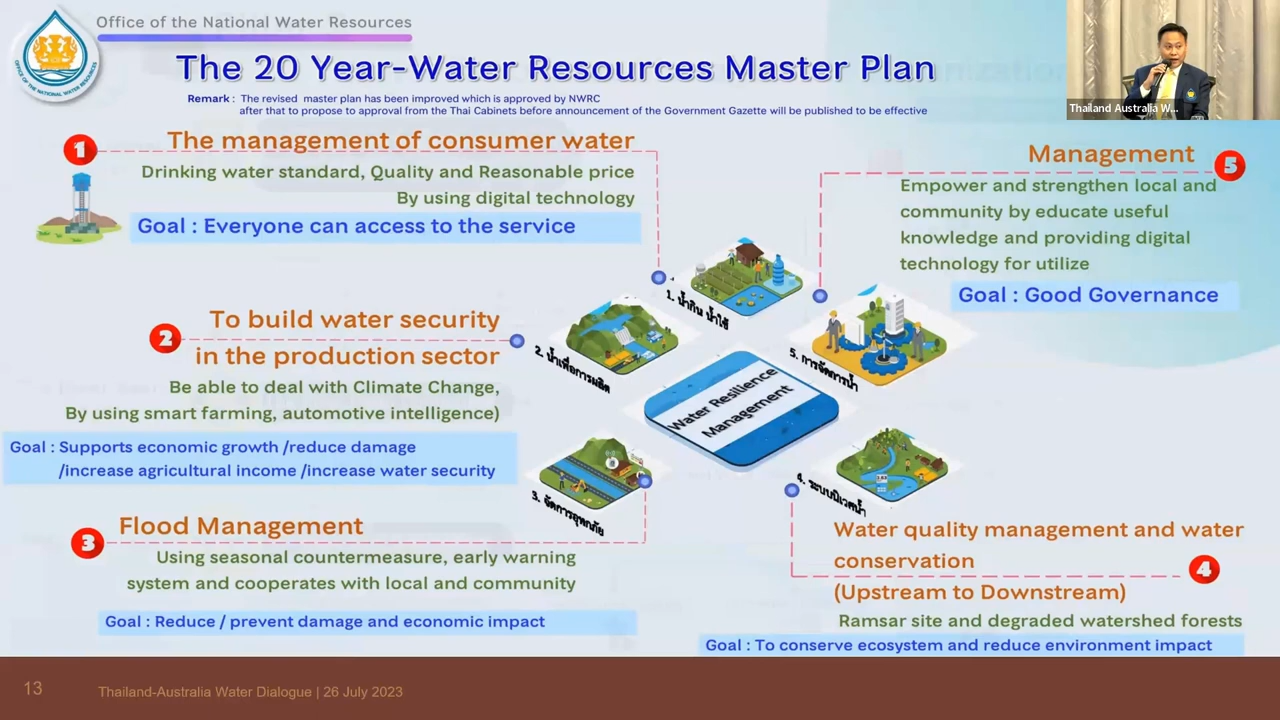 Office of the National Water Resources
OFFICE OF THE NATIONAL WATER RESOURCES
The 20 Year-Water Resources Master Plan
Remark : The revised master plan has been improved which is approved by NWRC
after that to propose to approval from the Thai Cabinets before announcement of the Government Gazette will be published to be effective
Thailand Australia W...
1
The management of consumer water
Drinking water standard, Quality and Reasonable price
By using digital technology
Goal : Everyone can access to the service
2
To build water security
in the production sector
Be able to deal with Climate Change,
By using smart farming, automotive intelligence)
Goal : Supports economic growth /reduce damage
/increase agricultural income /increase water security
3
Flood Management
Using seasonal countermeasure, early warning
system and cooperates with local and community
Goal : Reduce / prevent damage and economic impact
1. น้ำกิน น้ำใช้
2. น้ำเพื่อการผลิต
3. จัดการอุทกภัย
4. ระบบนิเวศน้ำ
5. การจัดการน้ำ
Water Resilience
Management
5
Management
Empower and strengthen local and
community by educate useful
knowledge and providing digital
technology for utilize
Goal : Good Governance
Water quality management and water
conservation
4
(Upstream to Downstream)
Ramsar site and degraded watershed forests
Goal : To conserve ecosystem and reduce environment impact
13
Thailand-Australia Water Dialogue | 26 July 2023